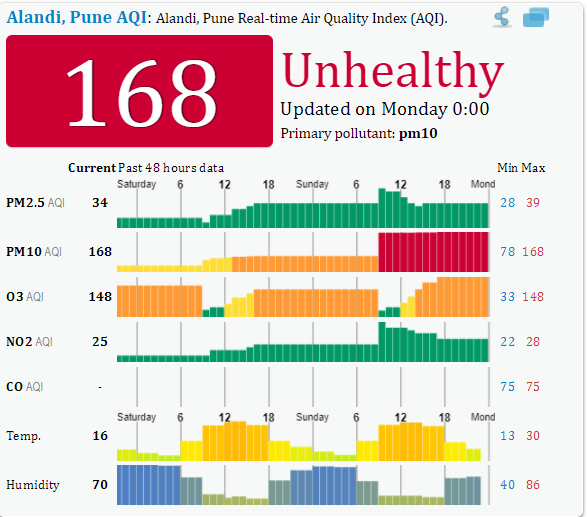 Alandi, Pune AQI: Alandi, Pune Real-time Air Quality Index (AQI).
168
Unhealthy
Updated on Monday 0:00
Primary pollutant: pm10
Current Past 48 hours data Min Max
Saturday 6 12 18 Sunday 6 12 18 Mond
PM2.5 AQI 34 28 39
PM10 AQI 168 78 168
O3 AQI 148 33 148
NO2 AQI 25 22 28
CO AQI - 75 75
Saturday 6 12 18 Sunday 6 12 18 Mond
Temp. 16 13 30
Humidity 70 40 86